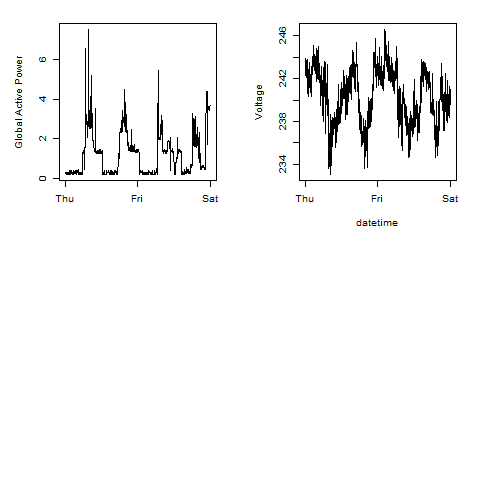 Global Active Power
0 2 4 6
Thu Fri Sat
Voltage
234 238 242 246
Thu Fri Sat
datetime